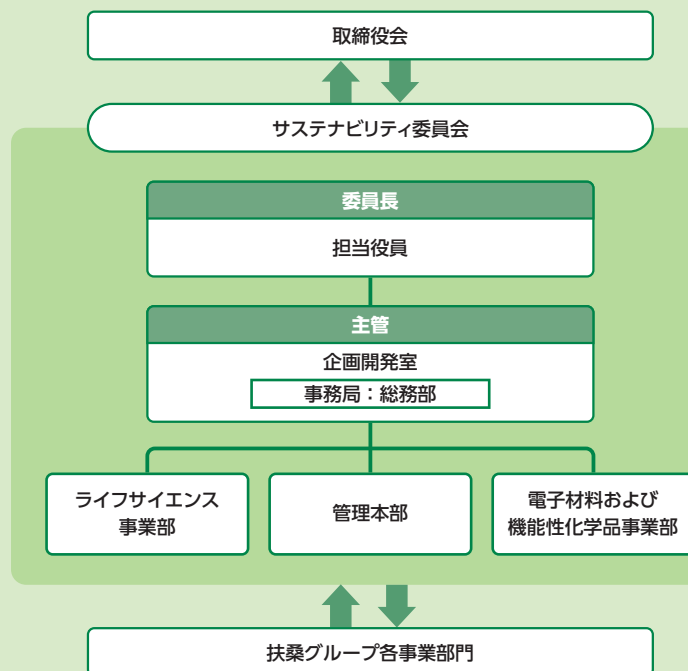 取締役会
サステナビリティ委員会
委員長
担当役員
主管
企画開発室
事務局：総務部
ライフサイエンス
事業部
管理本部
電子材料および
機能性化学品事業部
扶桑グループ各事業部門